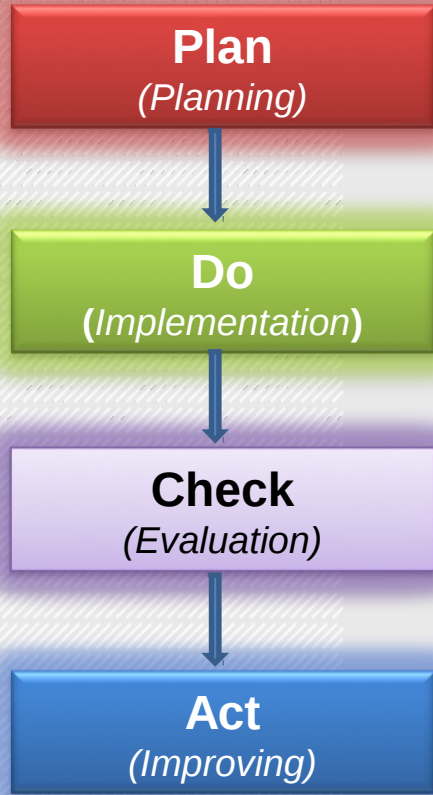 Plan
(Planning)
Do
(Implementation)
Check
(Evaluation)
Act
(Improving)